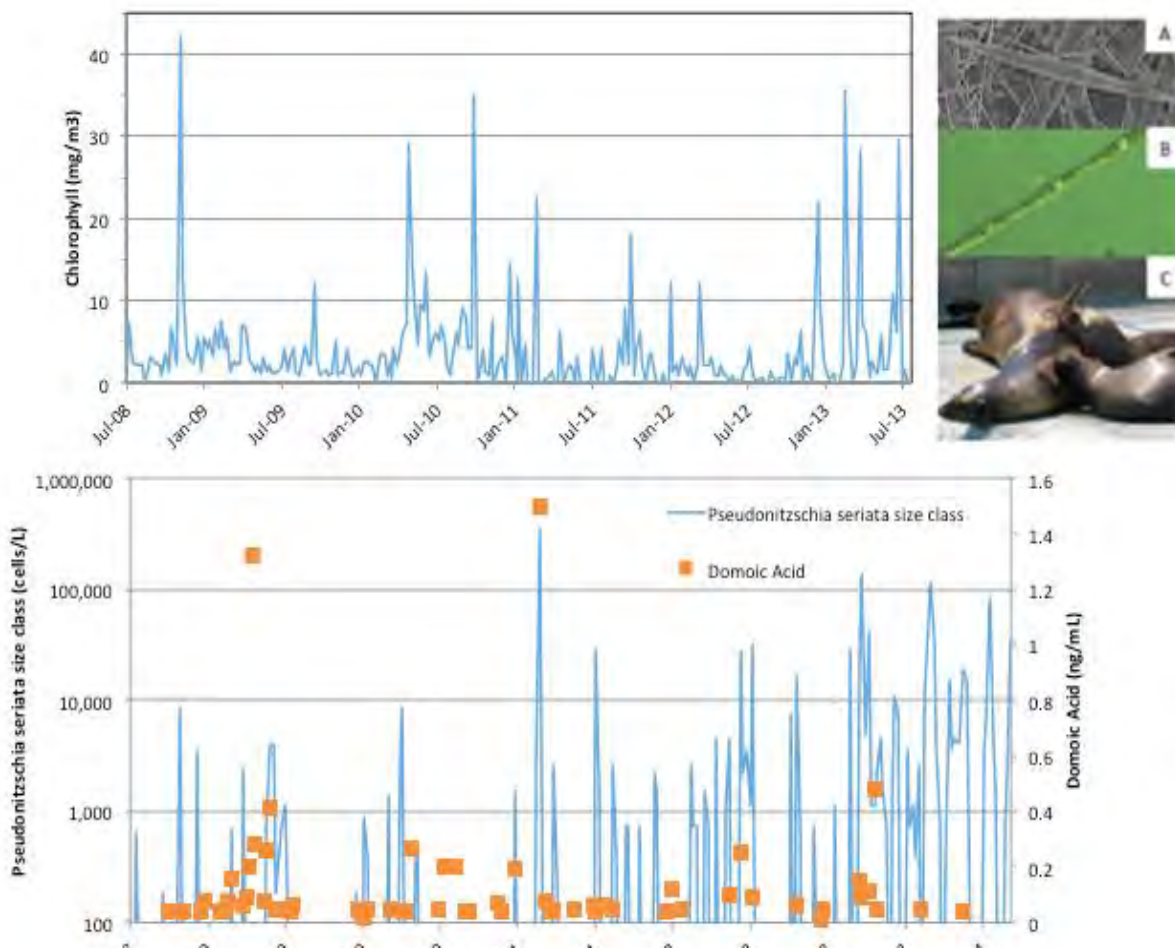 Chlorophyll (mg/m3)
40
30
20
10
0
Jul-08
Jan-09
Jul-09
Jan-10
Jul-10
Jan-11
Jul-11
Jan-12
Jul-12
Jan-13
Jul-13
A
B
C
Pseudonitzschia seriata size class (cells/L)
1,000,000
100,000
10,000
1,000
100
Pseudonitzschia seriata size class
Domoic Acid
1.6
1.4
1.2
1
0.8
0.6
0.4
0.2
0
Domoic Acid (ng/mL)